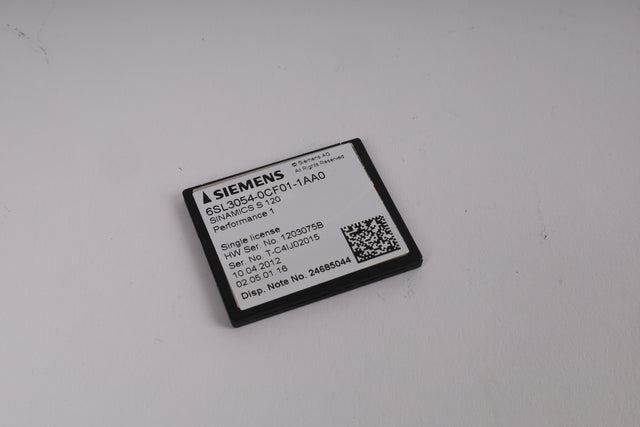 SIEMENS
© Siemens AG
All Rights Reserved
6SL3054-0CF01-1AA0
SINAMICS S 120
Performance 1
Single license
HW Ser. No. 1203075B
Ser. No. T-C4IJ02015
10.04.2012
02.05.01.16
Disp. Note No. 24685044